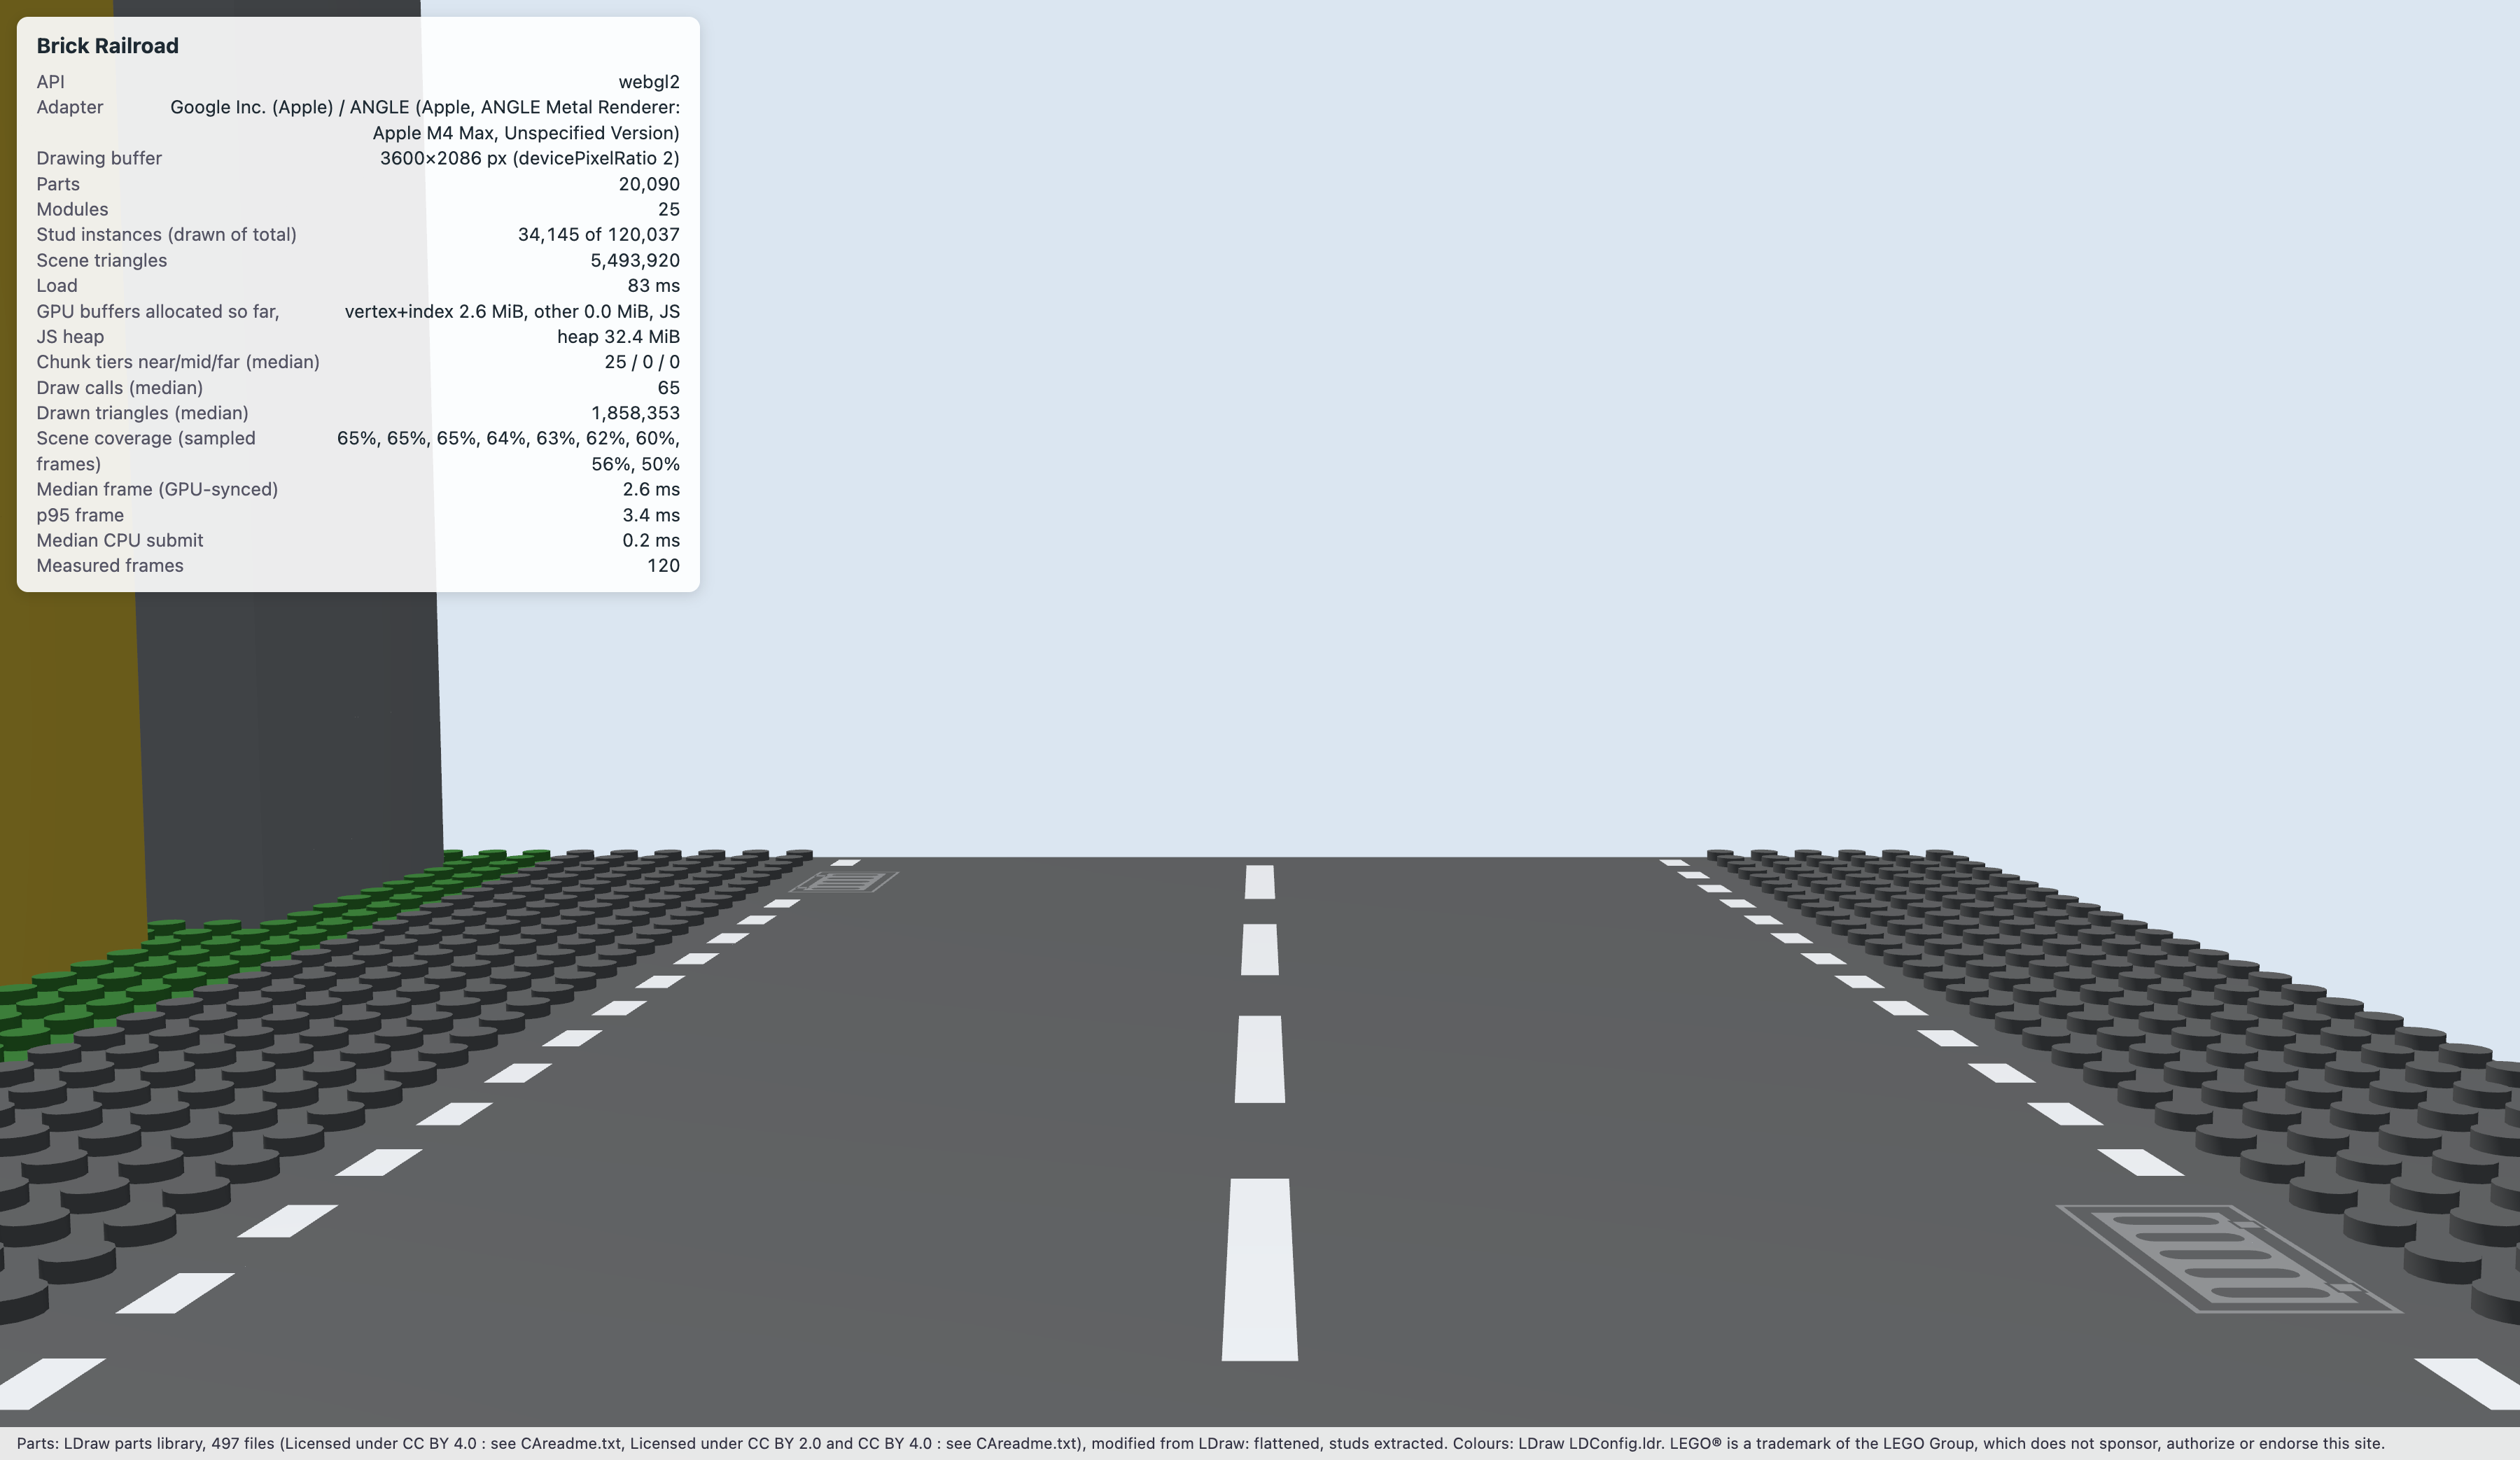 Brick Railroad
API webgl2
Adapter Google Inc. (Apple) / ANGLE (Apple, ANGLE Metal Renderer:
Apple M4 Max, Unspecified Version)
Drawing buffer 3600×2086 px (devicePixelRatio 2)
Parts 20,090
Modules 25
Stud instances (drawn of total) 34,145 of 120,037
Scene triangles 5,493,920
Load 83 ms
GPU buffers allocated so far, vertex+index 2.6 MiB, other 0.0 MiB, JS
JS heap heap 32.4 MiB
Chunk tiers near/mid/far (median) 25 / 0 / 0
Draw calls (median) 65
Drawn triangles (median) 1,858,353
Scene coverage (sampled 65%, 65%, 65%, 64%, 63%, 62%, 60%,
frames) 56%, 50%
Median frame (GPU-synced) 2.6 ms
p95 frame 3.4 ms
Median CPU submit 0.2 ms
Measured frames 120
Parts: LDraw parts library, 497 files (Licensed under CC BY 4.0 : see CAreadme.txt, Licensed under CC BY 2.0 and CC BY 4.0 : see CAreadme.txt), modified from LDraw: flattened, studs extracted. Colours: LDraw LDConfig.ldr. LEGO® is a trademark of the LEGO Group, which does not sponsor, authorize or endorse this site.